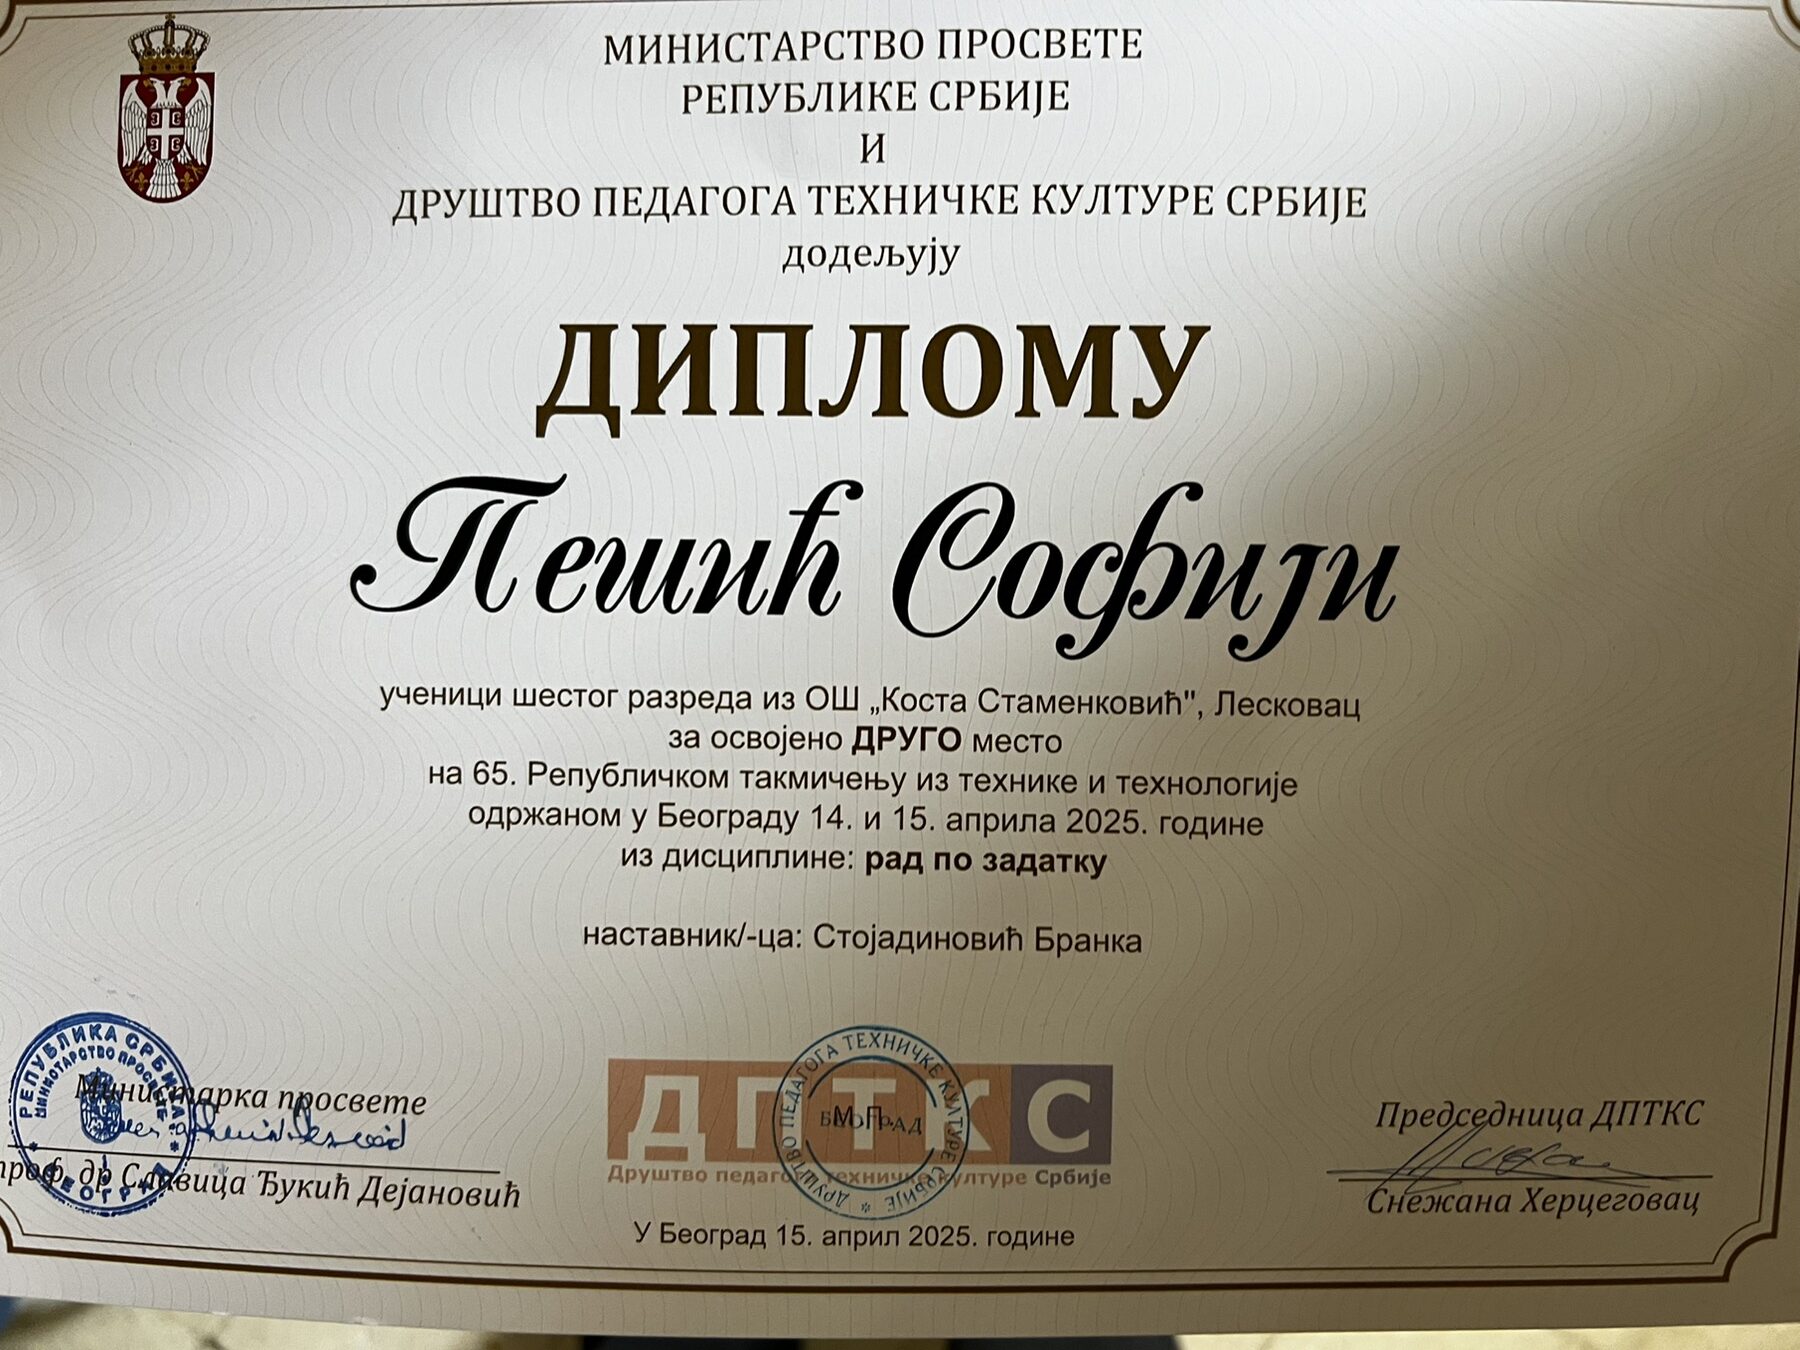 МИНИСТАРСТВО ПРОСВЕТЕ
РЕПУБЛИКЕ СРБИЈЕ
И
ДРУШТВО ПЕДАГОГА ТЕХНИЧКЕ КУЛТУРЕ СРБИЈЕ
додељују
ДИПЛОМУ
Пешић Софији
ученици шестог разреда из ОШ „Коста Стаменковић", Лесковац
за освојено ДРУГО место
на 65. Републичком такмичењу из технике и технологије
одржаном у Београду 14. и 15. априла 2025. године
из дисциплине: рад по задатку
наставник/-ца: Стојадиновић Бранка
РЕПУБЛИКА СРБИЈА
МИНИСТАРСТВО ПРОСВЕТЕ
БЕОГРАД
Министарка просвете
проф. др Славица Ђукић Дејановић
ДПТКС
Друштво педагога техничке културе Србије
ДРУШТВО ПЕДАГОГА ТЕХНИЧКЕ КУЛТУРЕ СРБИЈЕ
БЕОГРАД
М.П.
У Београд 15. април 2025. године
Председница ДПТКС
Снежана Херцеговац